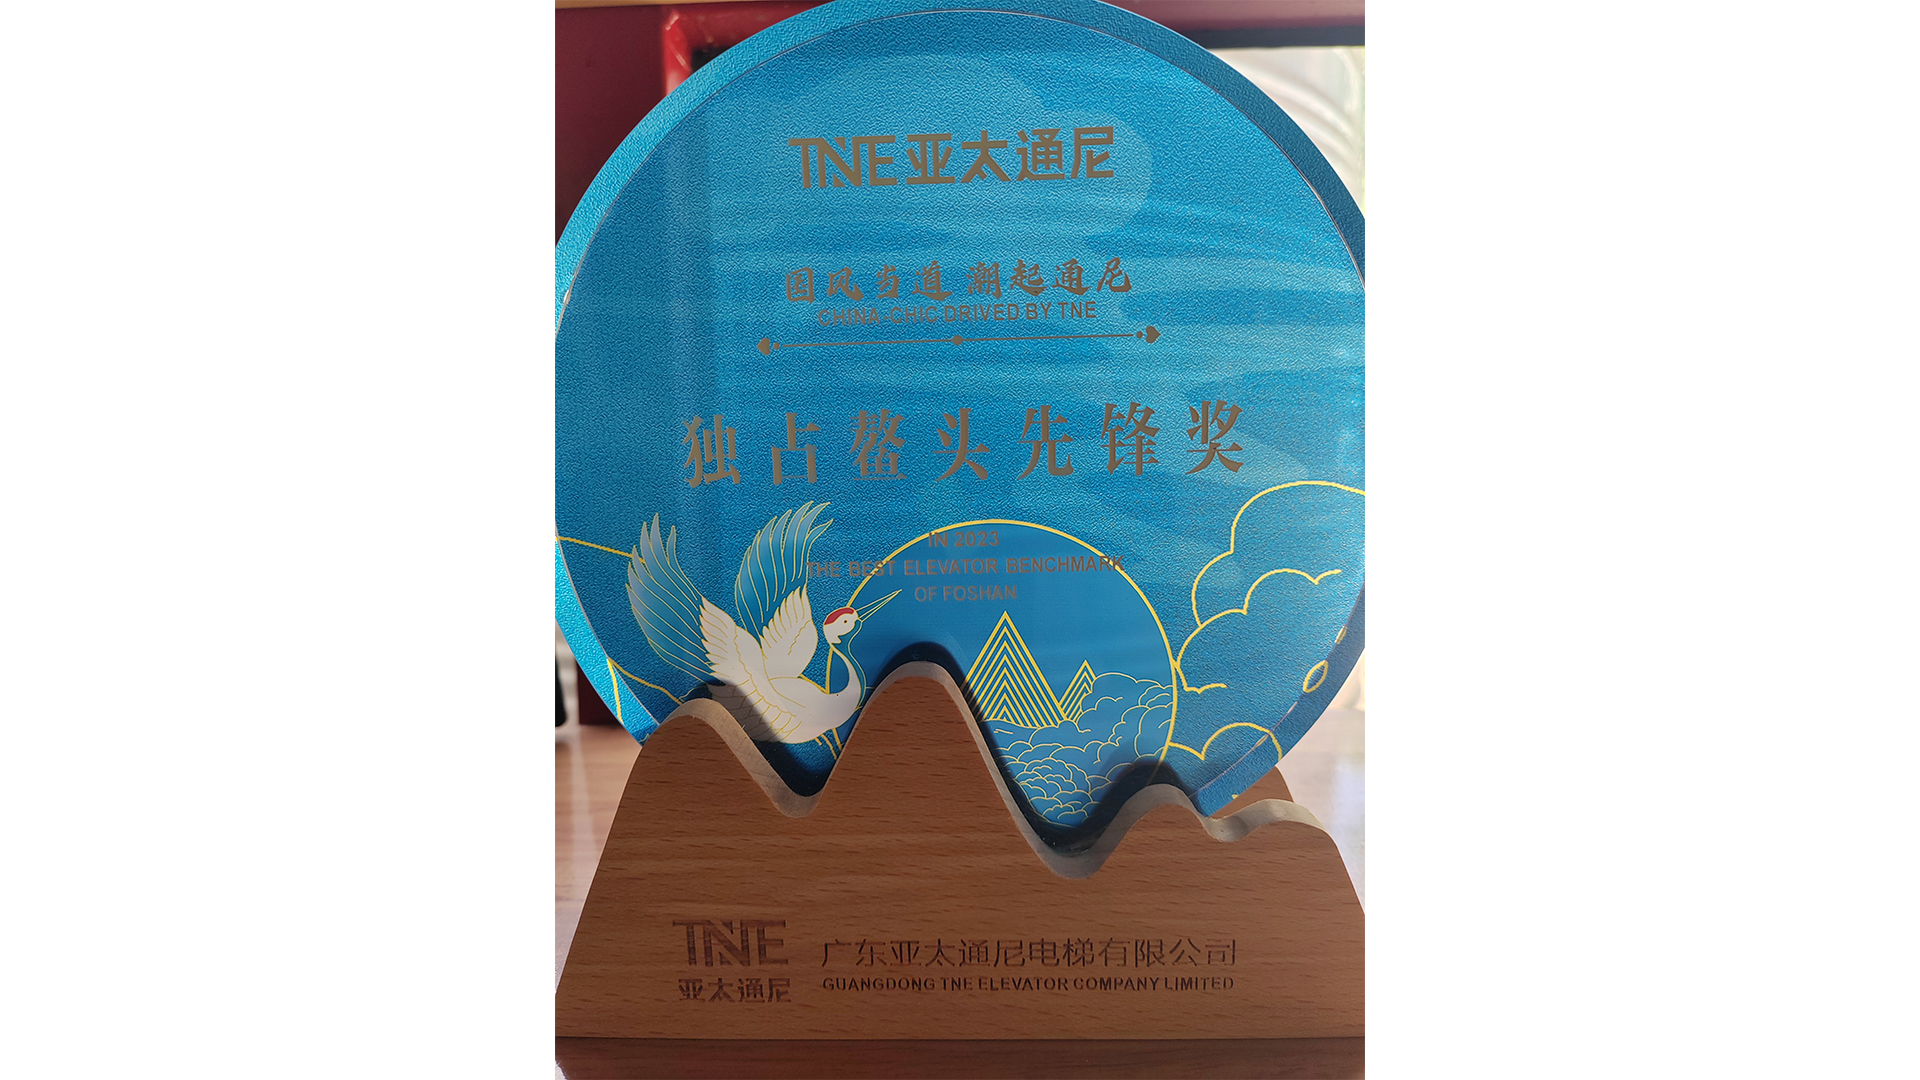 TNE亚太通尼
国风当道 潮起通尼
CHINA-CHIC DRIVED BY TNE
独占鳌头先锋奖
IN 2023
THE BEST ELEVATOR BENCHMARK
OF FOSHAN
TNE
亚太通尼
广东亚太通尼电梯有限公司
GUANGDONG TNE ELEVATOR COMPANY LIMITED